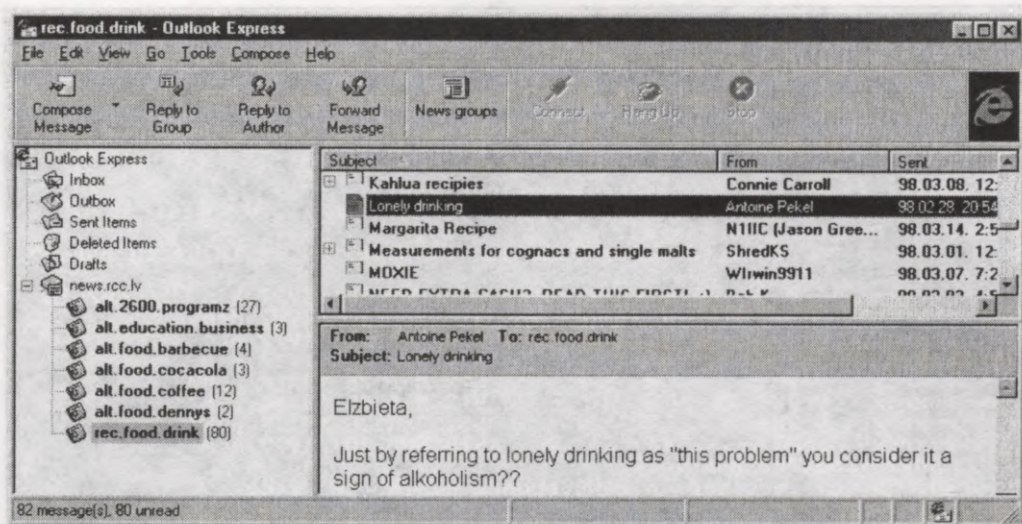 rec.food.drink - Outlook Express
File Edit View Go Tools Compose Help
Compose Message
Reply to Group
Reply to Author
Forward Message
News groups
Connect
Hang Up
Stop
Outlook Express
Inbox
Outbox
Sent Items
Deleted Items
Drafts
news.rcc.lv
alt.2600.programz (27)
alt.education.business (3)
alt.food.barbecue (4)
alt.food.cocacola (3)
alt.food.coffee (12)
alt.food.dennys (2)
rec.food.drink (80)
Subject From Sent
Kahlua recipies Connie Carroll 98.03.08. 12:
Lonely drinking Antoine Pekel 98.02.28. 20:54
Margarita Recipe (Jason Gree... 98.03.14. 2:5
Measurements for cognacs and single malts ShredKS 98.03.01. 12:
MOXIE WIrwin9911 98.03.07. 7:2
From: Antoine Pekel To: rec.food.drink
Subject: Lonely drinking
Elzbieta,
Just by referring to lonely drinking as "this problem" you consider it a
sign of alkoholism??
82 message(s), 80 unread